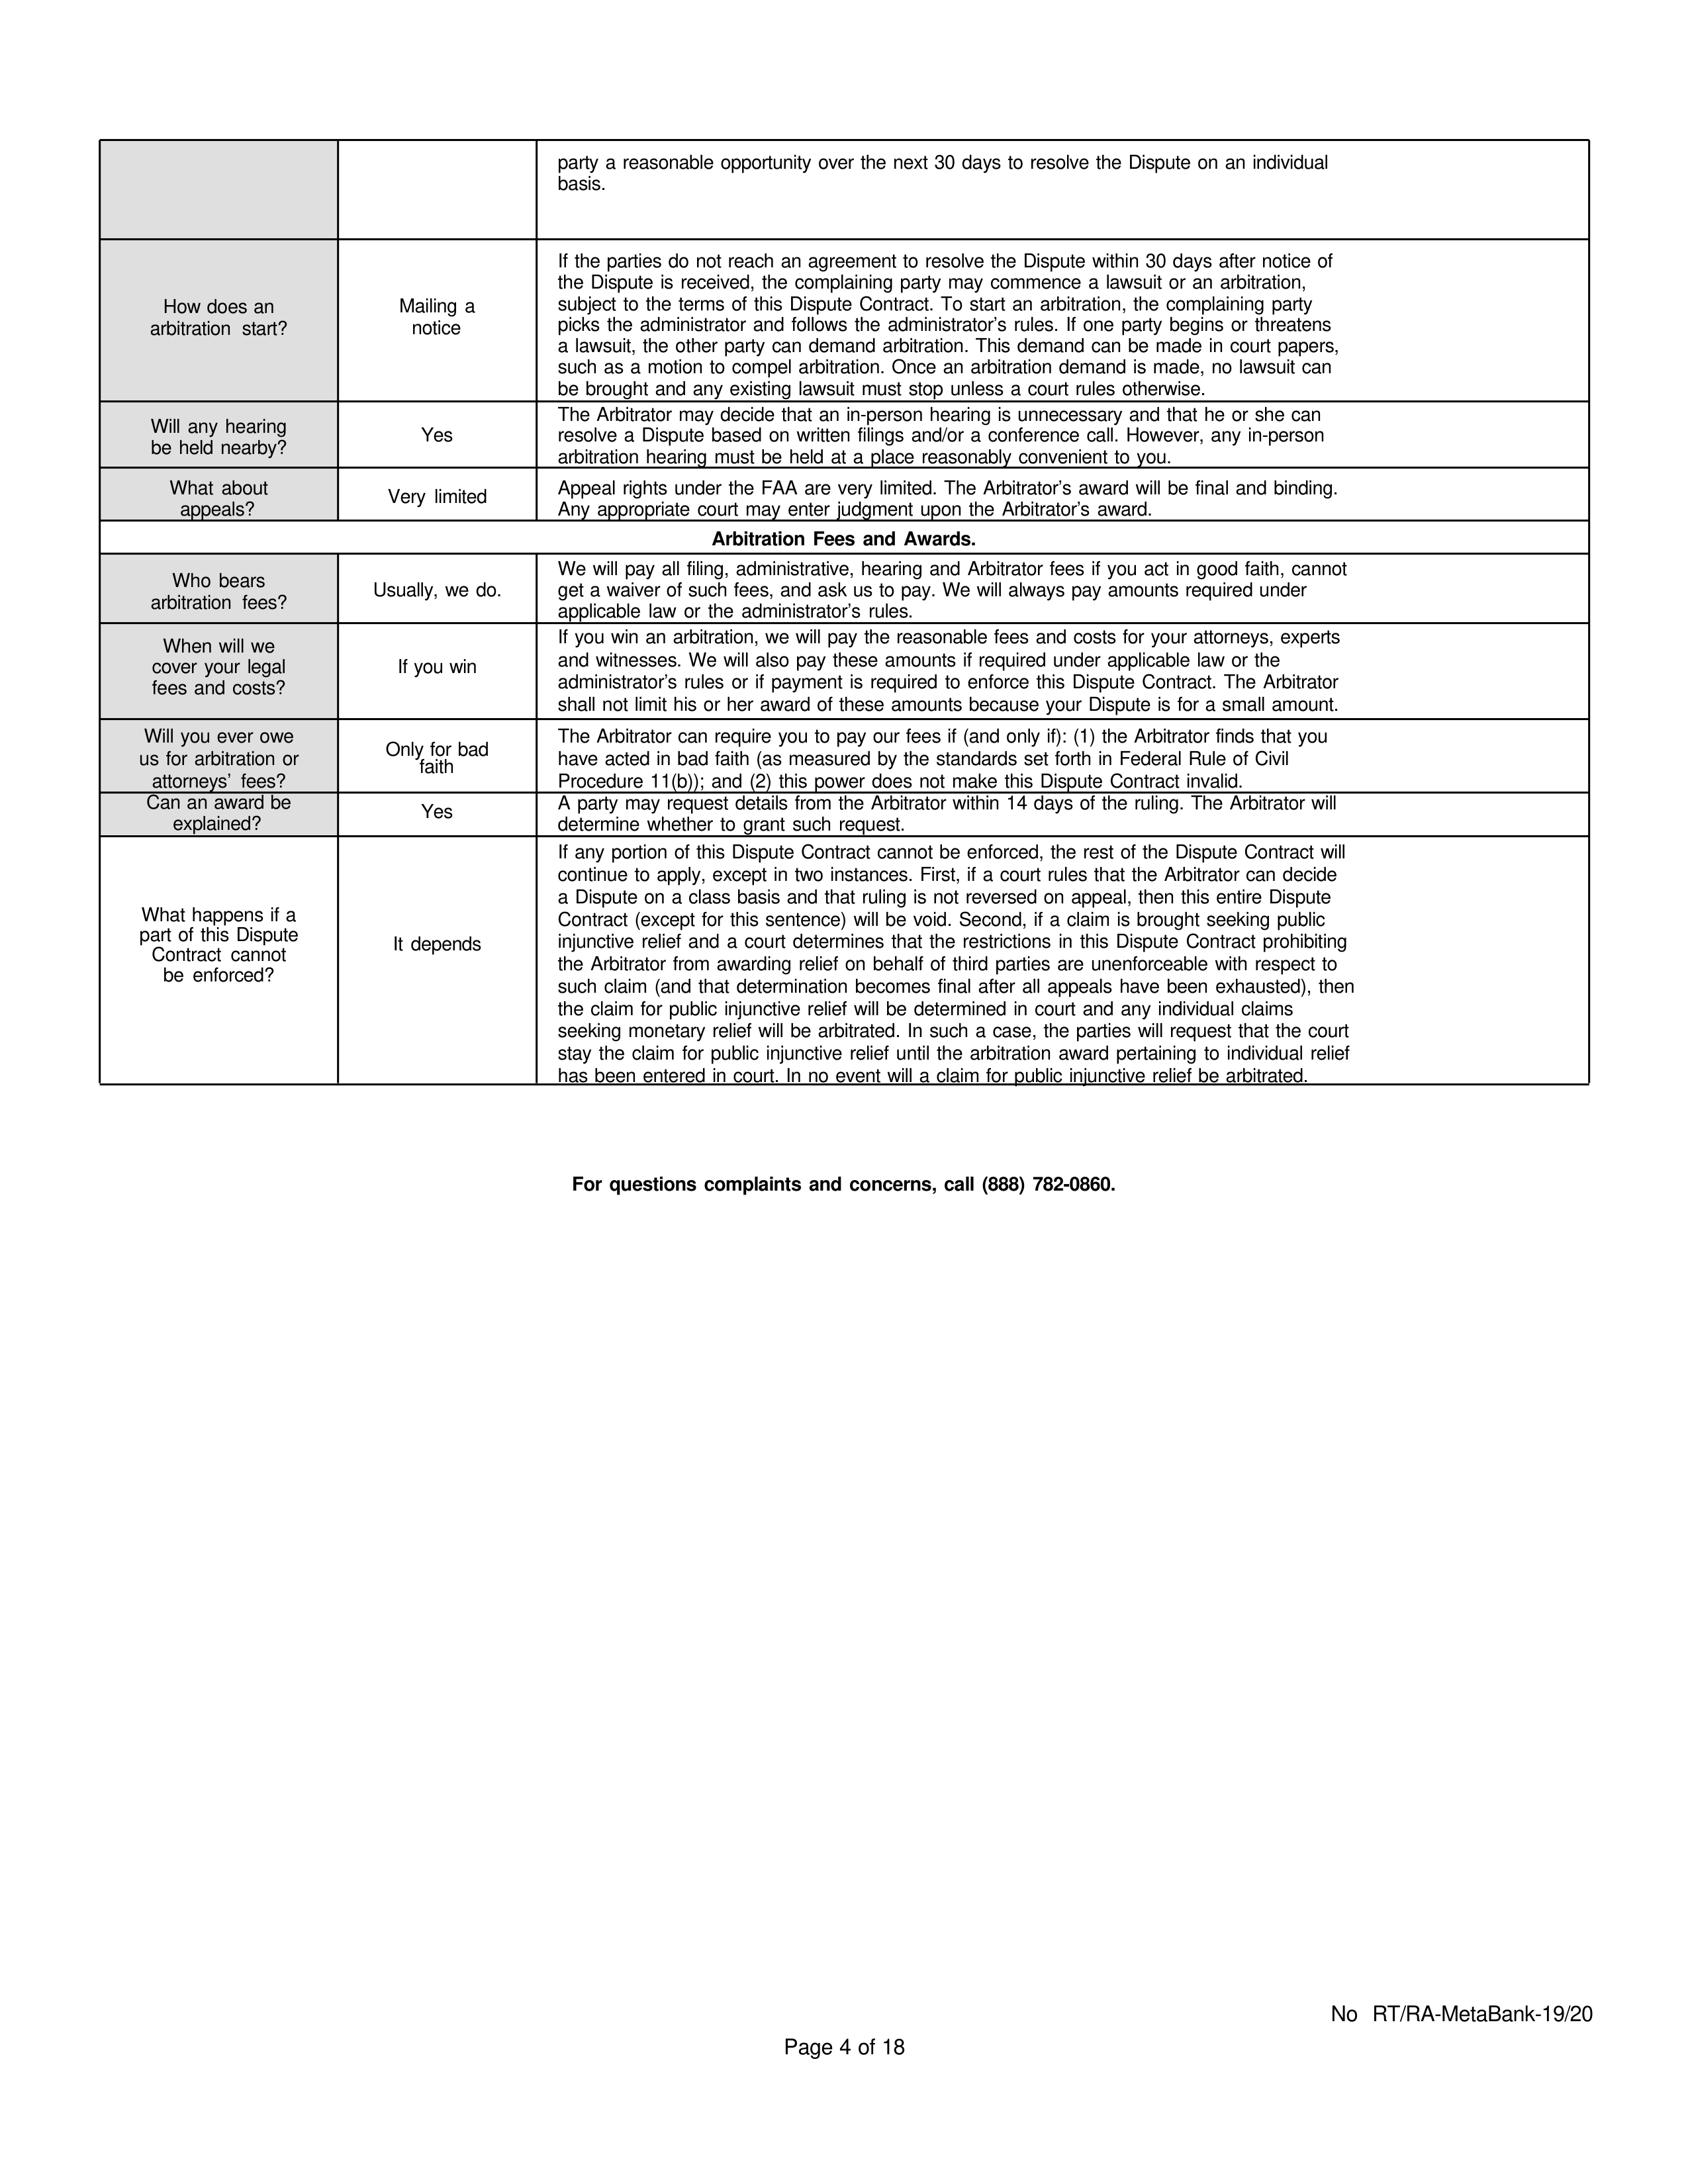 party a reasonable opportunity over the next 30 days to resolve the Dispute on an individual
basis.
How does an
arbitration start?
Mailing a
notice
If the parties do not reach an agreement to resolve the Dispute within 30 days after notice of
the Dispute is received, the complaining party may commence a lawsuit or an arbitration,
subject to the terms of this Dispute Contract. To start an arbitration, the complaining party
picks the administrator and follows the administrator's rules. If one party begins or threatens
a lawsuit, the other party can demand arbitration. This demand can be made in court papers,
such as a motion to compel arbitration. Once an arbitration demand is made, no lawsuit can
be brought and any existing lawsuit must stop unless a court rules otherwise.
Will any hearing
be held nearby?
Yes
The Arbitrator may decide that an in-person hearing is unnecessary and that he or she can
resolve a Dispute based on written filings and/or a conference call. However, any in-person
arbitration hearing must be held at a place reasonably convenient to you.
What about
appeals?
Very limited
Appeal rights under the FAA are very limited. The Arbitrator's award will be final and binding.
Any appropriate court may enter judgment upon the Arbitrator's award.
Arbitration Fees and Awards.
Who bears
arbitration fees?
Usually, we do.
We will pay all filing, administrative, hearing and Arbitrator fees if you act in good faith, cannot
get a waiver of such fees, and ask us to pay. We will always pay amounts required under
applicable law or the administrator's rules.
When will we
cover your legal
fees and costs?
If you win
If you win an arbitration, we will pay the reasonable fees and costs for your attorneys, experts
and witnesses. We will also pay these amounts if required under applicable law or the
administrator's rules or if payment is required to enforce this Dispute Contract. The Arbitrator
shall not limit his or her award of these amounts because your Dispute is for a small amount.
Will you ever owe
us for arbitration or
attorneys' fees?
Only for bad
faith
The Arbitrator can require you to pay our fees if (and only if): (1) the Arbitrator finds that you
have acted in bad faith (as measured by the standards set forth in Federal Rule of Civil
Procedure 11(b)); and (2) this power does not make this Dispute Contract invalid.
Can an award be
explained?
Yes
A party may request details from the Arbitrator within 14 days of the ruling. The Arbitrator will
determine whether to grant such request.
What happens if a
part of this Dispute
Contract cannot
be enforced?
It depends
If any portion of this Dispute Contract cannot be enforced, the rest of the Dispute Contract will
continue to apply, except in two instances. First, if a court rules that the Arbitrator can decide
a Dispute on a class basis and that ruling is not reversed on appeal, then this entire Dispute
Contract (except for this sentence) will be void. Second, if a claim is brought seeking public
injunctive relief and a court determines that the restrictions in this Dispute Contract prohibiting
the Arbitrator from awarding relief on behalf of third parties are unenforceable with respect to
such claim (and that determination becomes final after all appeals have been exhausted), then
the claim for public injunctive relief will be determined in court and any individual claims
seeking monetary relief will be arbitrated. In such a case, the parties will request that the court
stay the claim for public injunctive relief until the arbitration award pertaining to individual relief
has been entered in court. In no event will a claim for public injunctive relief be arbitrated.
For questions complaints and concerns, call (888) 782-0860.
No RT/RA-MetaBank-19/20
Page 4 of 18